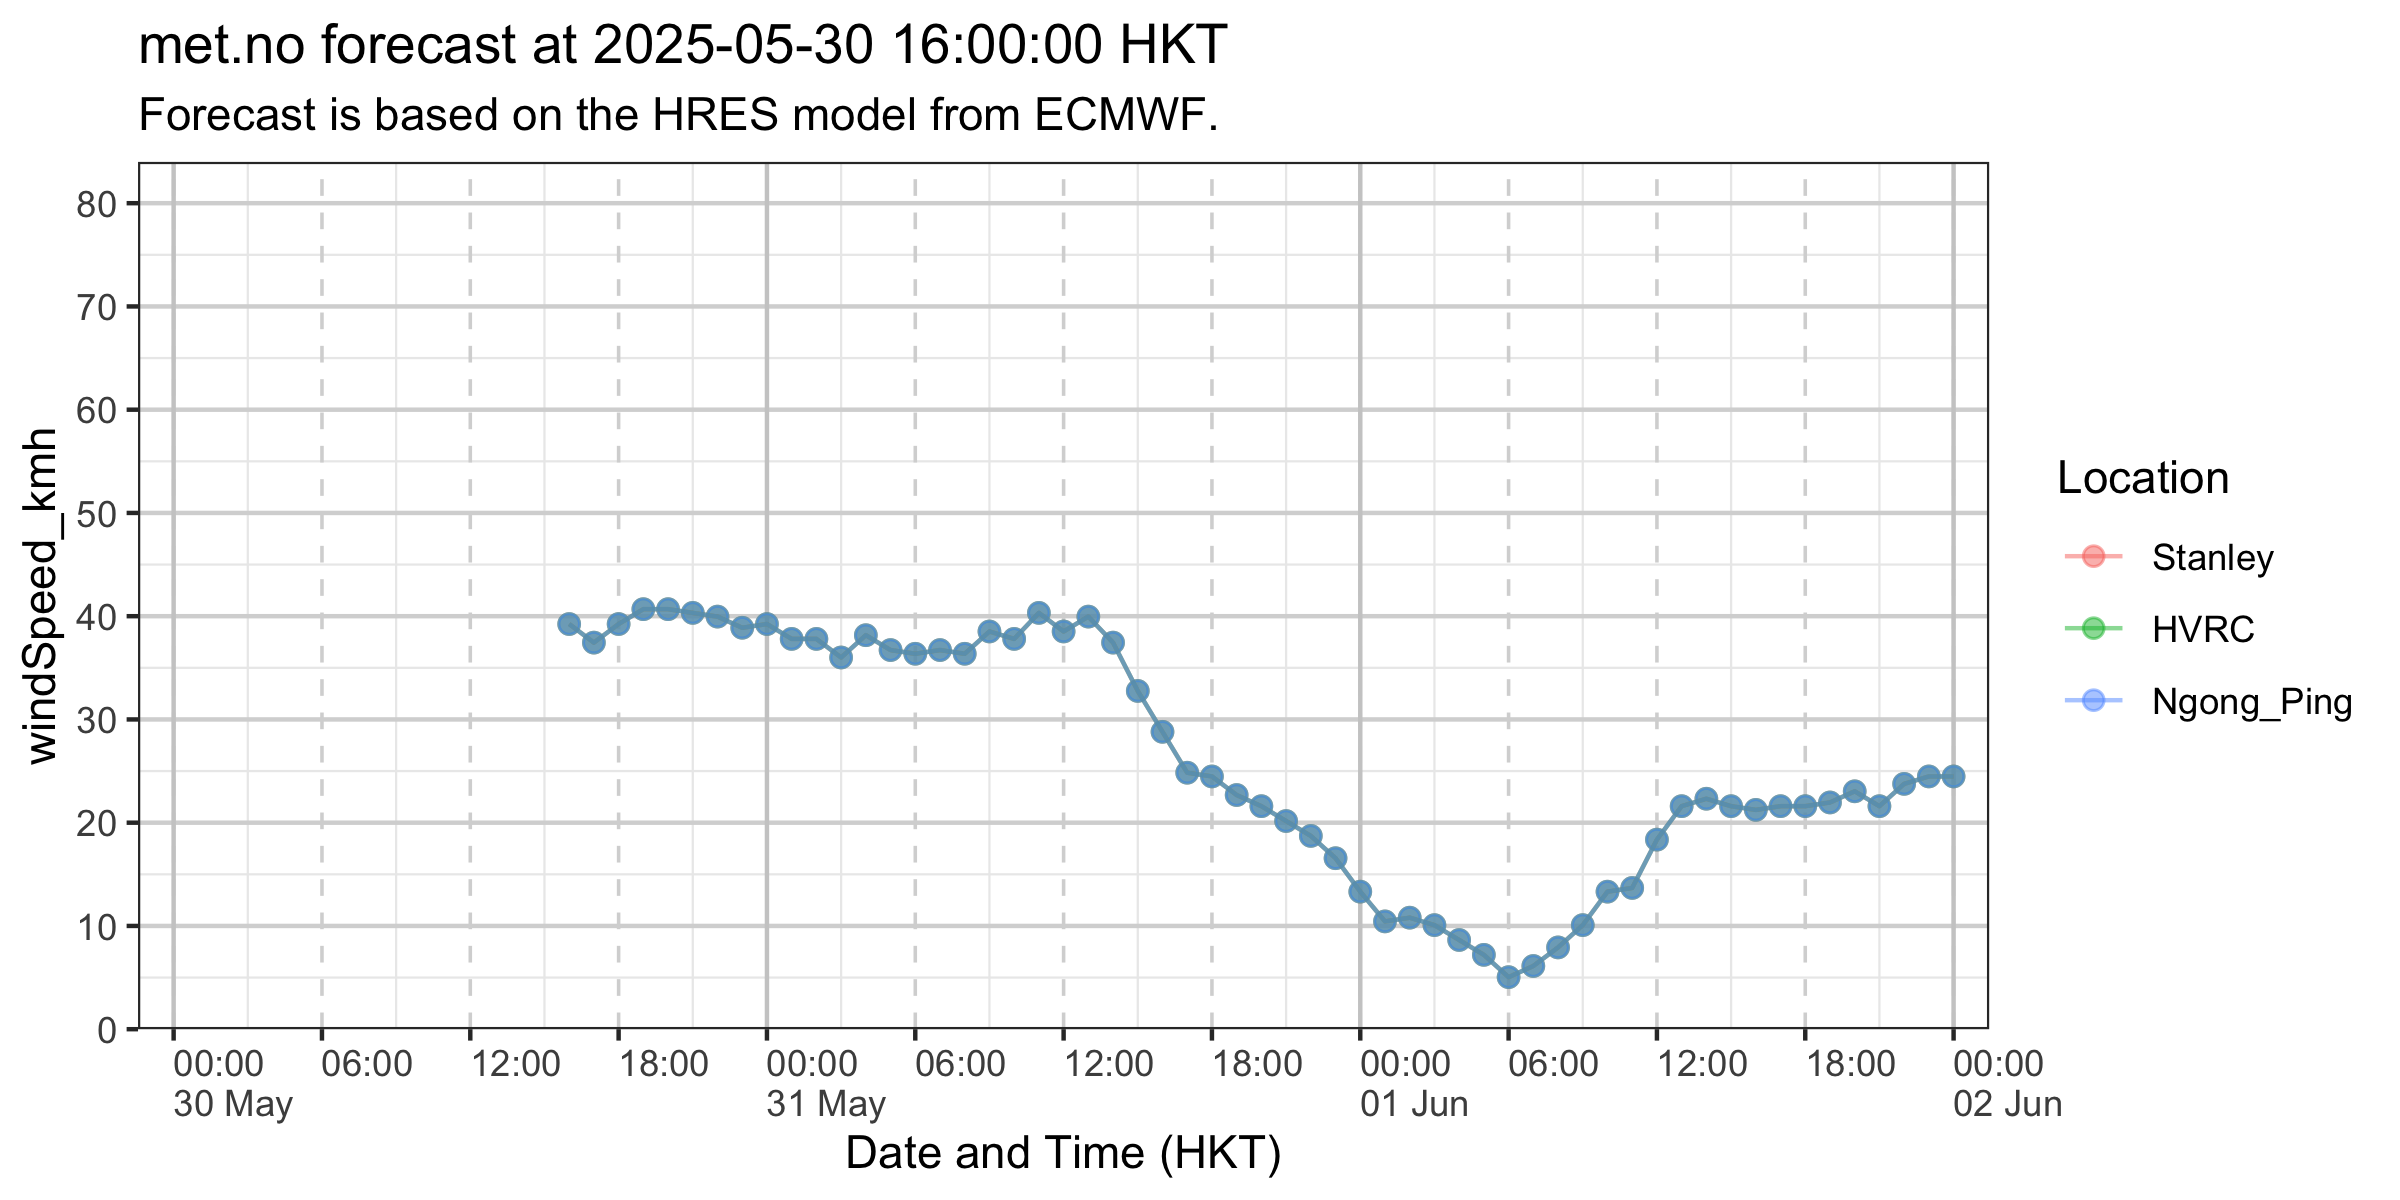 met.no forecast at 2025-05-30 16:00:00 HKT
Forecast is based on the HRES model from ECMWF.
windSpeed_kmh
80
70
60
50
40
30
20
10
0
00:00 06:00 12:00 18:00 00:00 06:00 12:00 18:00 00:00 06:00 12:00 18:00 00:00
30 May 31 May 01 Jun 02 Jun
Date and Time (HKT)
Location
Stanley
HVRC
Ngong_Ping